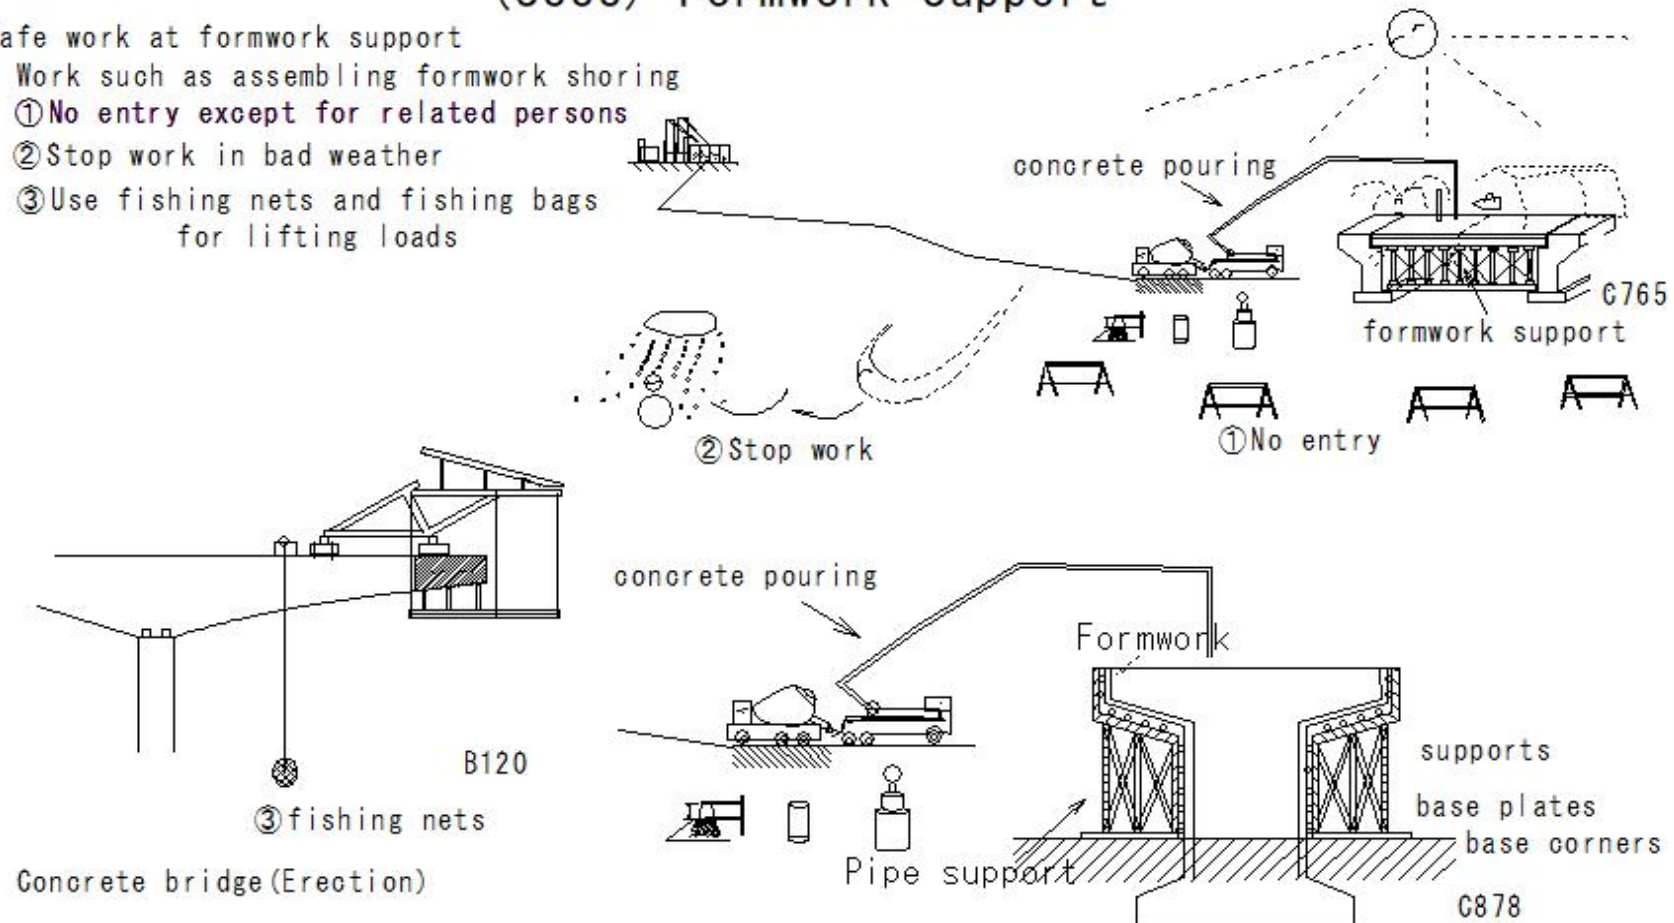 Formwork Support
afe work at formwork support
Work such as assembling formwork shoring
①No entry except for related persons
②Stop work in bad weather
③Use fishing nets and fishing bags
for lifting loads
concrete pouring
C765
formwork support
②Stop work
①No entry
concrete pouring
Formwork
B120
supports
③fishing nets
base plates
base corners
Pipe support
Concrete bridge(Erection)
C878